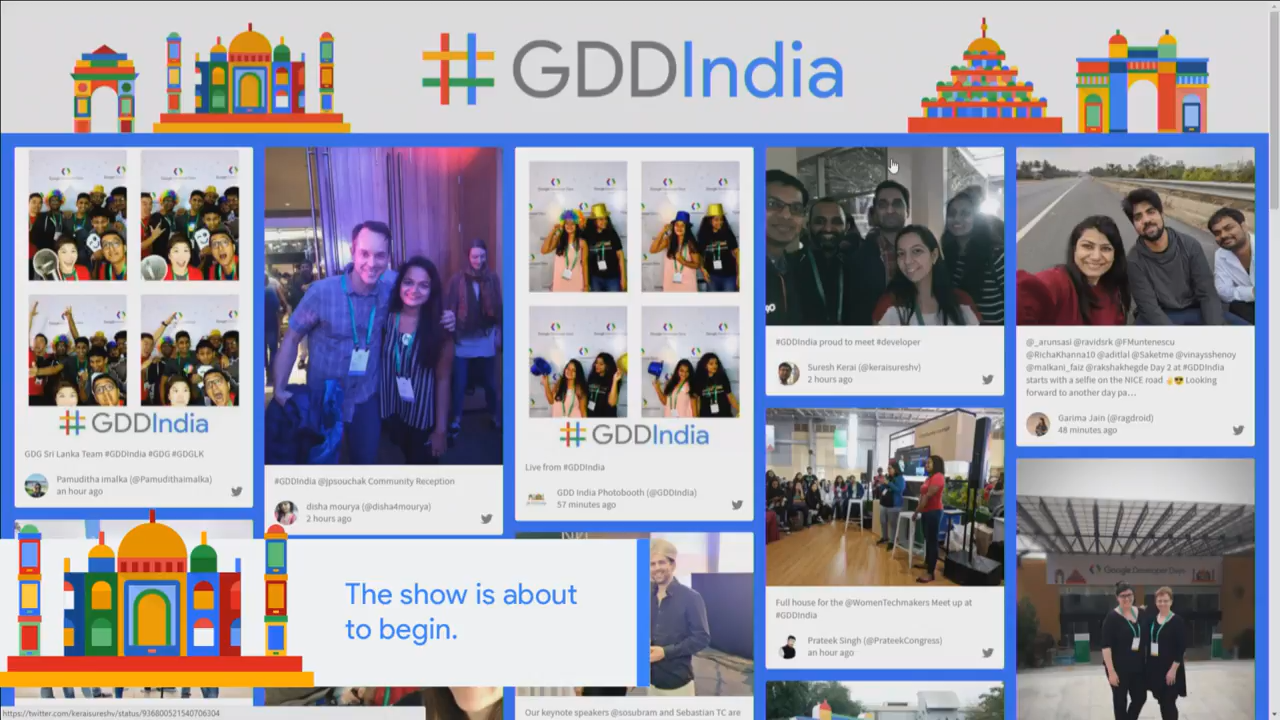 #GDDIndia
#GDDIndia
GDG Sri Lanka Team #GDDIndia #GDG #GDGLK
Pamuditha imalka (@Pamudithaimalka)
an hour ago
#GDDIndia @jpsouchak Community Reception
disha mourya (@disha4mourya)
2 hours ago
#GDDIndia
Live from #GDDIndia
GDD India Photobooth (@GDDIndia)
57 minutes ago
#GDDIndia proud to meet #developer
Suresh Kerai (@keraisureshv)
2 hours ago
@_arunsasi @ravidsrk @FMuntenescu
@RichaKhanna10 @aditlal @Saketme @vinaysshenoy
@malkani_faiz @rakshakhegde Day 2 at #GDDIndia
starts with a selfie on the NICE road ✌😎 Looking
forward to another day pa…
Garima Jain (@ragdroid)
48 minutes ago
Full house for the @WomenTechmakers Meet up at
#GDDIndia
Prateek Singh (@PrateekCongress)
an hour ago
Google Developer Days
The show is about
to begin.
Our keynote speakers @sosubram and Sebastian TC are
https://twitter.com/keraisureshv/status/936800521540706304